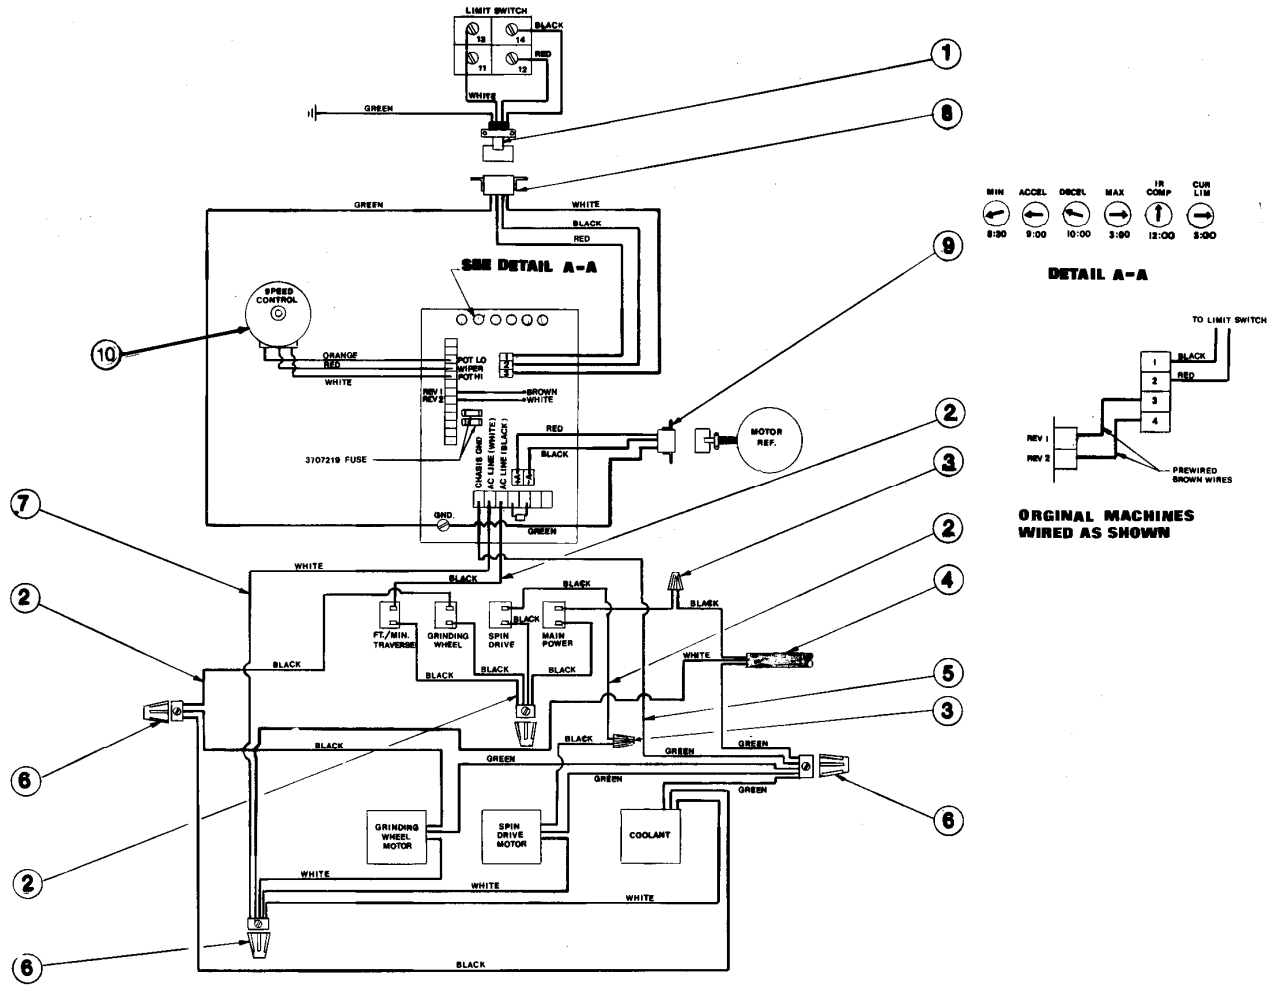 LIMIT SWITCH
13
14
BLACK
11
12
RED
WHITE
GREEN
1
8
GREEN
WHITE
BLACK
RED
SEE DETAIL A-A
9
SPEED
CONTROL
10
ORANGE
RED
WHITE
POT LO
WIPER
POT HI
1
2
3
REV 1
REV 2
BROWN
WHITE
3707219 FUSE
CHASIS GND
AC LINE (WHITE)
AC LINE (BLACK)
RED
BLACK
MOTOR
REF.
GND.
GREEN
MIN
ACCEL
DECEL
MAX
IR
COMP
CUR
LIM
8:30
9:00
10:00
3:00
12:00
3:00
DETAIL A-A
TO LIMIT SWITCH
BLACK
RED
1
2
3
4
REV 1
REV 2
PREWIRED
BROWN WIRES
ORGINAL MACHINES
WIRED AS SHOWN
2
3
7
2
4
2
WHITE
BLACK
BLACK
BLACK
FT./MIN.
TRAVERSE
GRINDING
WHEEL
SPIN
DRIVE
BLACK
MAIN
POWER
BLACK
WHITE
BLACK
BLACK
BLACK
5
3
6
BLACK
BLACK
GREEN
GREEN
GREEN
GREEN
GREEN
6
GRINDING
WHEEL
MOTOR
SPIN
DRIVE
MOTOR
COOLANT
2
WHITE
WHITE
WHITE
6
BLACK